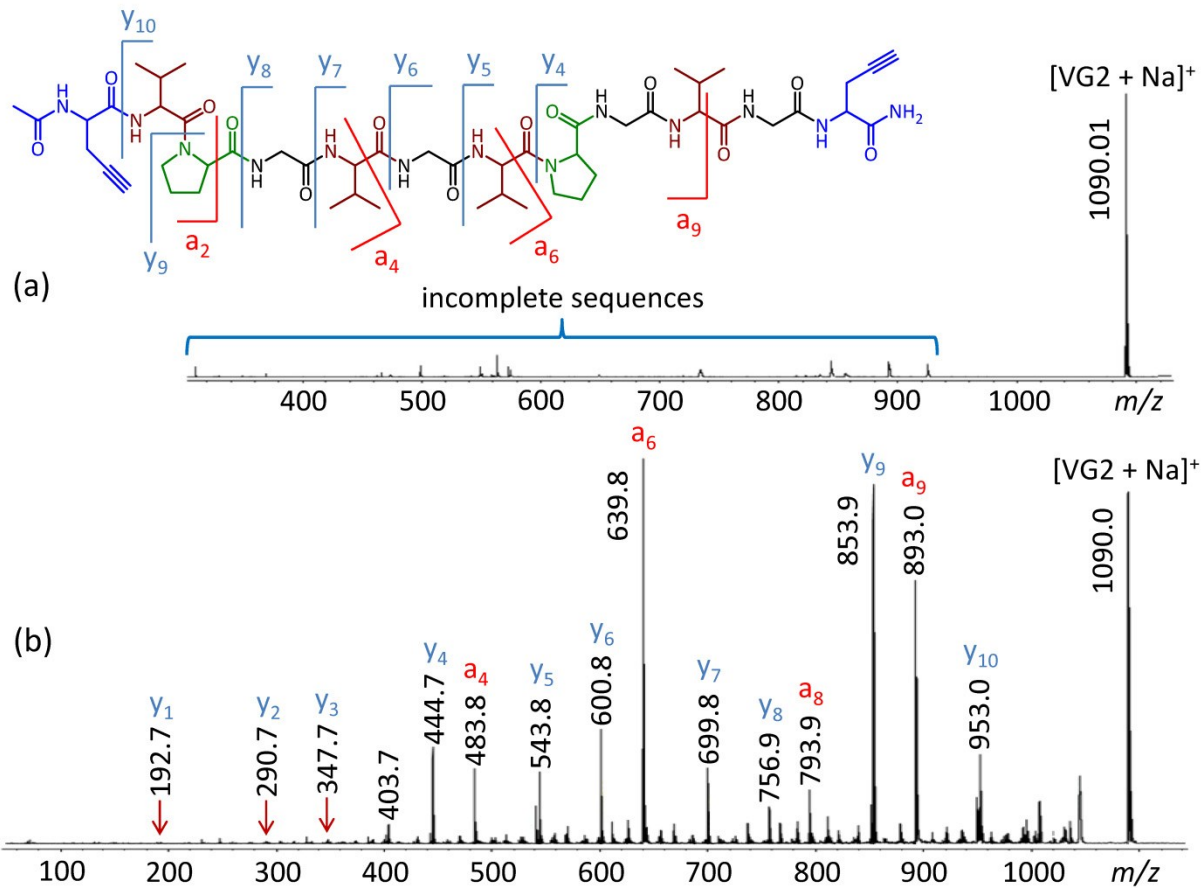 y10
y8
y7
y6
y5
y4
[VG2 + Na]+
O
H
N
O
N
H
O
O
H
N
O
H
N
O
O
H
N
O
N
H
O
H
N
NH2
O
N
O
N
H
O
H
N
O
N
H
O
H
N
O
N
O
y9
a2
a4
a6
a9
1090.01
(a)
incomplete sequences
400 500 600 700 800 900 1000 m/z
(b)
y1
192.7
y2
290.7
y3
347.7
403.7
y4
444.7
a4
483.8
y5
543.8
y6
600.8
a6
639.8
y7
699.8
y8
756.9
a8
793.9
y9
853.9
a9
893.0
y10
953.0
[VG2 + Na]+
1090.0
100 200 300 400 500 600 700 800 900 1000 m/z